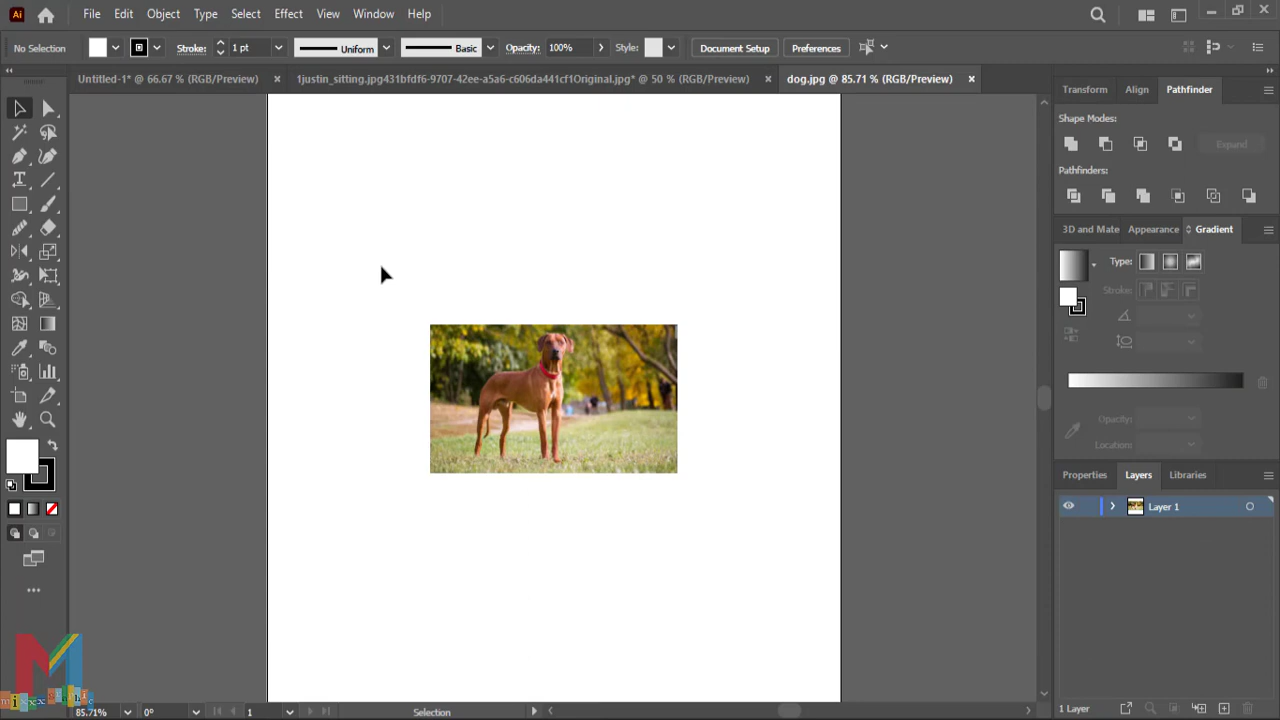 Ai File Edit Object Type Select Effect View Window Help
No Selection Stroke: 1 pt Uniform Basic Opacity: 100% Style: Document Setup Preferences
Untitled-1* @ 66.67 % (RGB/Preview) 1justin_sitting.jpg431bfdf6-9707-42ee-a5a6-c606da441cf1Original.jpg* @ 50 % (RGB/Preview) dog.jpg @ 85.71 % (RGB/Preview)
Transform Align Pathfinder
Shape Modes:
Expand
Pathfinders:
3D and Mate Appearance Gradient
Type:
Stroke:
Opacity:
Location:
Properties Layers Libraries
Layer 1
M
85.71% 0° 1 Selection 1 Layer